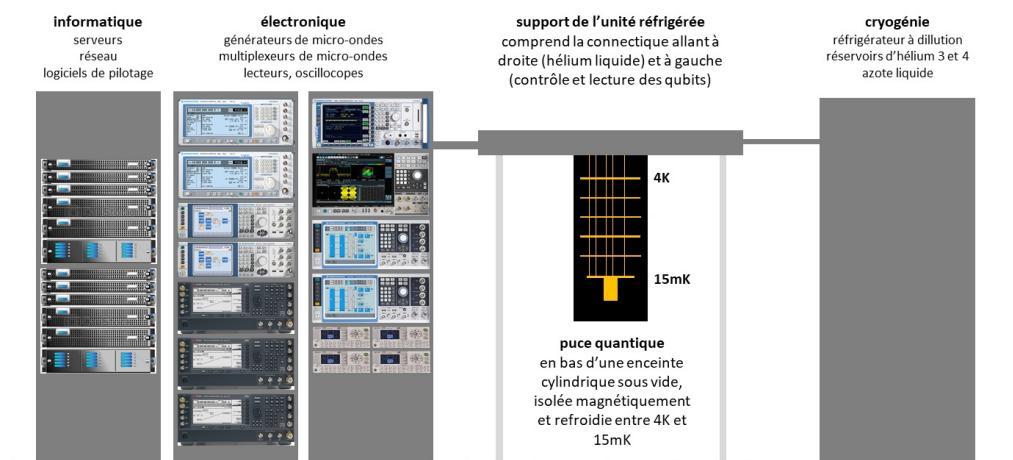 informatique
serveurs
réseau
logiciels de pilotage
électronique
générateurs de micro-ondes
multiplexeurs de micro-ondes
lecteurs, oscillocopes
support de l’unité réfrigérée
comprend la connectique allant à
droite (hélium liquide) et à gauche
(contrôle et lecture des qubits)
cryogénie
réfrigérateur à dillution
réservoirs d’hélium 3 et 4
azote liquide
4K
15mK
puce quantique
en bas d’une enceinte
cylindrique sous vide,
isolée magnétiquement
et refroidie entre 4K et
15mK